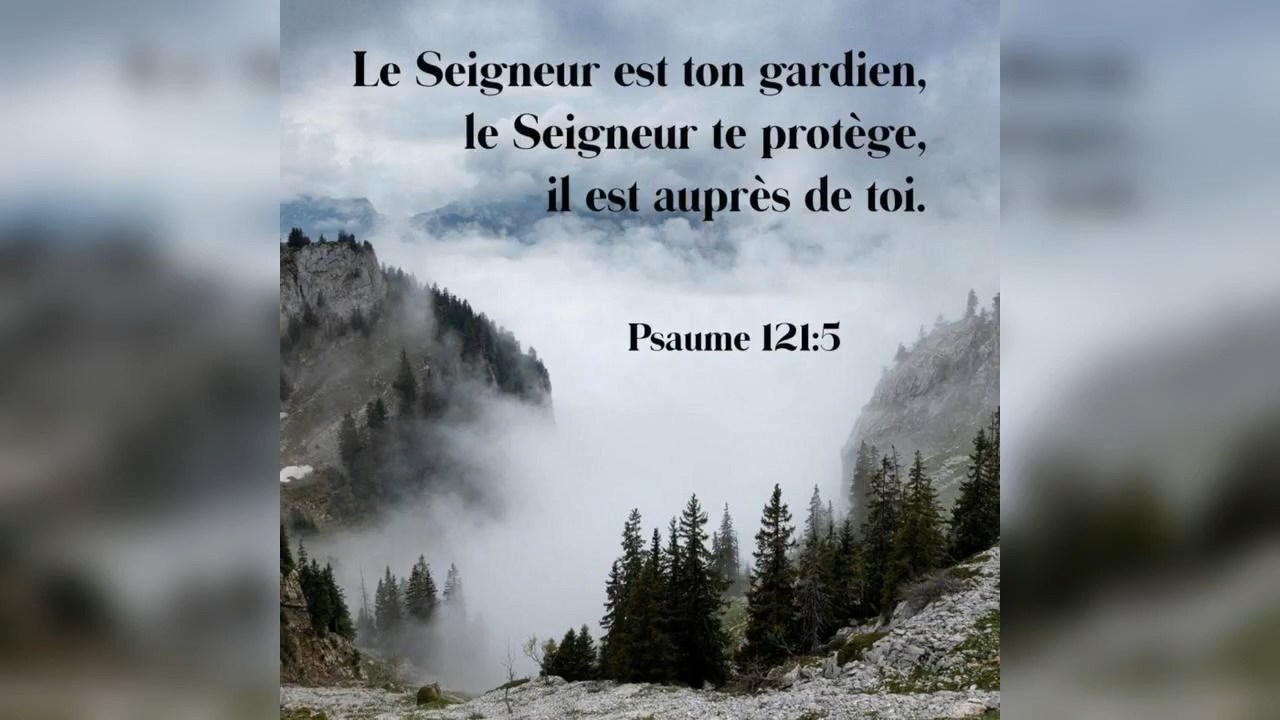 Le Seigneur est ton gardien,
le Seigneur te protège,
il est auprès de toi.
Psaume 121:5